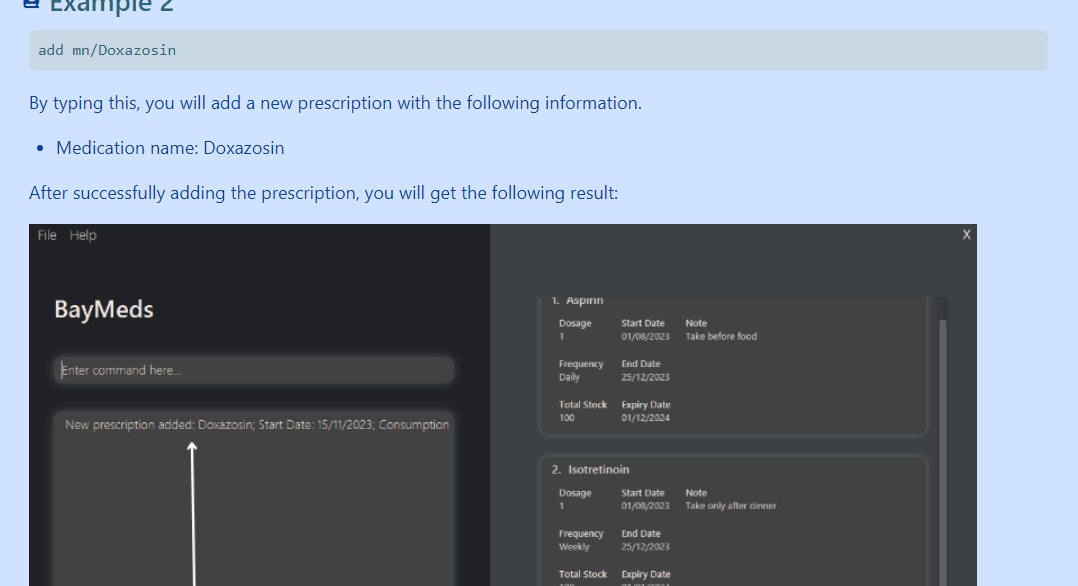 Example 2
add mn/Doxazosin
By typing this, you will add a new prescription with the following information.
• Medication name: Doxazosin
After successfully adding the prescription, you will get the following result:
File Help X
BayMeds
Enter command here...
New prescription added: Doxazosin; Start Date: 15/11/2023; Consumption
1. Aspirin
Dosage Start Date Note
1 01/08/2023 Take before food
Frequency End Date
Daily 25/12/2023
Total Stock Expiry Date
100 01/12/2024
2. Isotretinoin
Dosage Start Date Note
1 01/08/2023 Take only after dinner
Frequency End Date
Weekly 25/12/2023
Total Stock Expiry Date